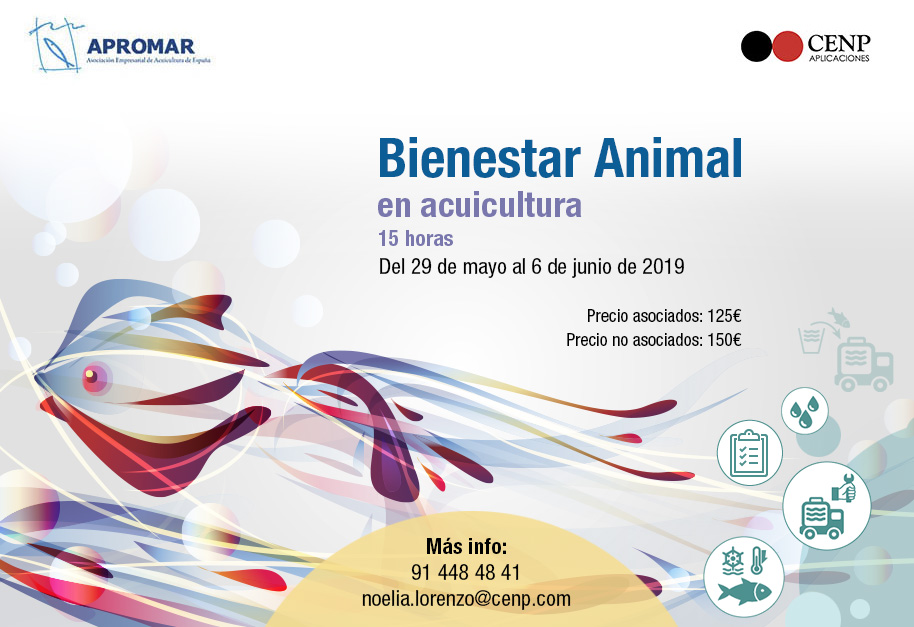 APROMAR
Asociación Empresarial de Acuicultura de España
CENP
APLICACIONES
Bienestar Animal
en acuicultura
15 horas
Del 29 de mayo al 6 de junio de 2019
Precio asociados: 125€
Precio no asociados: 150€
Más info:
91 448 48 41
noelia.lorenzo@cenp.com